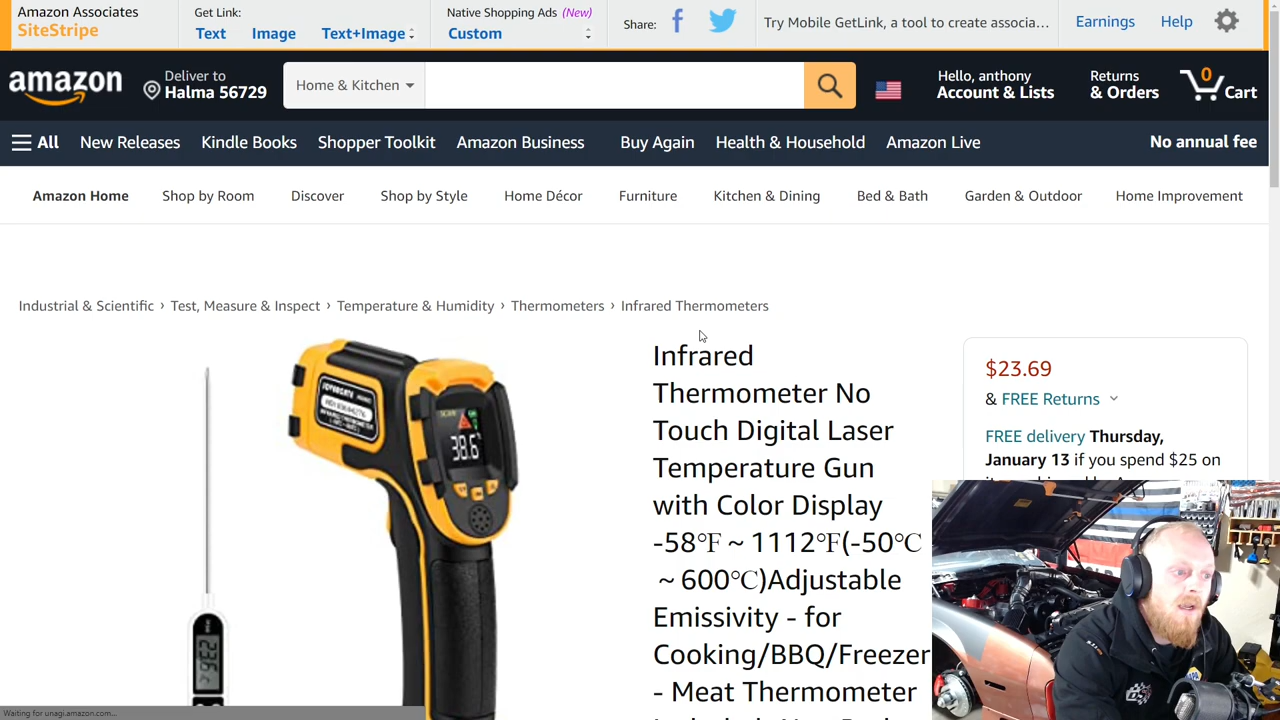 Amazon Associates
SiteStripe
Get Link:
Text Image Text+Image
Native Shopping Ads (New)
Custom
Share:
Try Mobile GetLink, a tool to create associa...
Earnings Help
amazon
Deliver to
Halma 56729
Home & Kitchen
Hello, anthony
Account & Lists
Returns
& Orders
0
Cart
All New Releases Kindle Books Shopper Toolkit Amazon Business Buy Again Health & Household Amazon Live No annual fee
Amazon Home Shop by Room Discover Shop by Style Home Décor Furniture Kitchen & Dining Bed & Bath Garden & Outdoor Home Improvement
Industrial & Scientific › Test, Measure & Inspect › Temperature & Humidity › Thermometers › Infrared Thermometers
38.6
Infrared
Thermometer No
Touch Digital Laser
Temperature Gun
with Color Display
-58℉~1112℉(-50℃
~600℃)Adjustable
Emissivity - for
Cooking/BBQ/Freezer
- Meat Thermometer
$23.69
& FREE Returns
FREE delivery Thursday,
January 13 if you spend $25 on
Waiting for unagi.amazon.com...